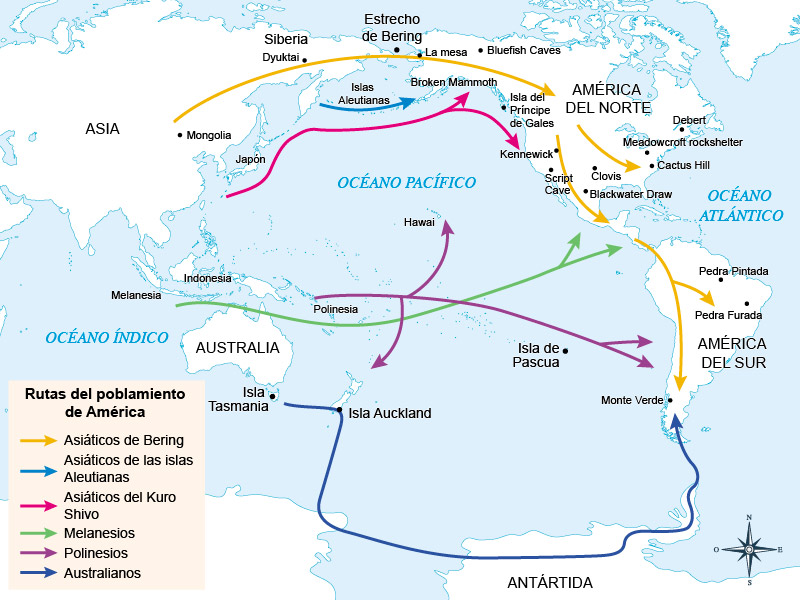 Estrecho
de Bering
Siberia
Dyuktai
La mesa
Bluefish Caves
Islas
Aleutianas
Broken Mammoth
AMÉRICA
DEL NORTE
Isla del
Príncipe
de Gales
ASIA
Mongolia
Debert
Meadowcroft rockshelter
Kennewick
Cactus Hill
Japón
Script
Cave
Clovis
Blackwater Draw
OCÉANO PACÍFICO
OCÉANO
ATLÁNTICO
Hawai
Indonesia
Melanesia
Polinesia
Pedra Pintada
Pedra Furada
OCÉANO ÍNDICO
AUSTRALIA
Isla de
Pascua
AMÉRICA
DEL SUR
Isla
Tasmania
Isla Auckland
Monte Verde
Rutas del poblamiento
de América
Asiáticos de Bering
Asiáticos de las islas
Aleutianas
Asiáticos del Kuro
Shivo
Melanesios
Polinesios
Australianos
ANTÁRTIDA
N
O
E
S